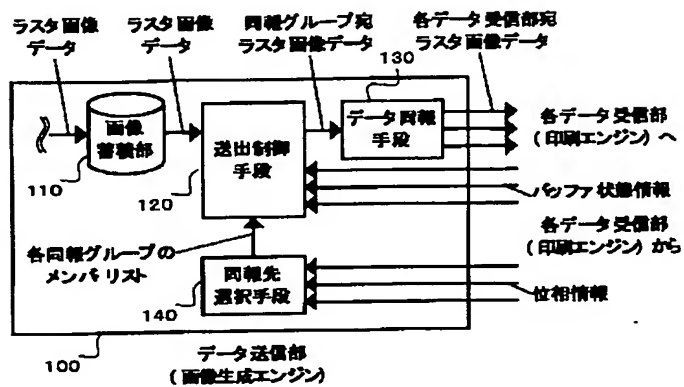 ラスタ画像
データ
ラスタ画像
データ
同報グループ宛
ラスタ画像データ
各データ受信部宛
ラスタ画像データ
130
画像
蓄積部
110
送出制御
手段
120
データ同報
手段
各データ受信部
(印刷エンジン)へ
バッファ状態情報
各データ受信部
(印刷エンジン)から
各同報グループの
メンバリスト
同報先
選択手段
140
位相情報
100
データ送信部
(画像生成エンジン)